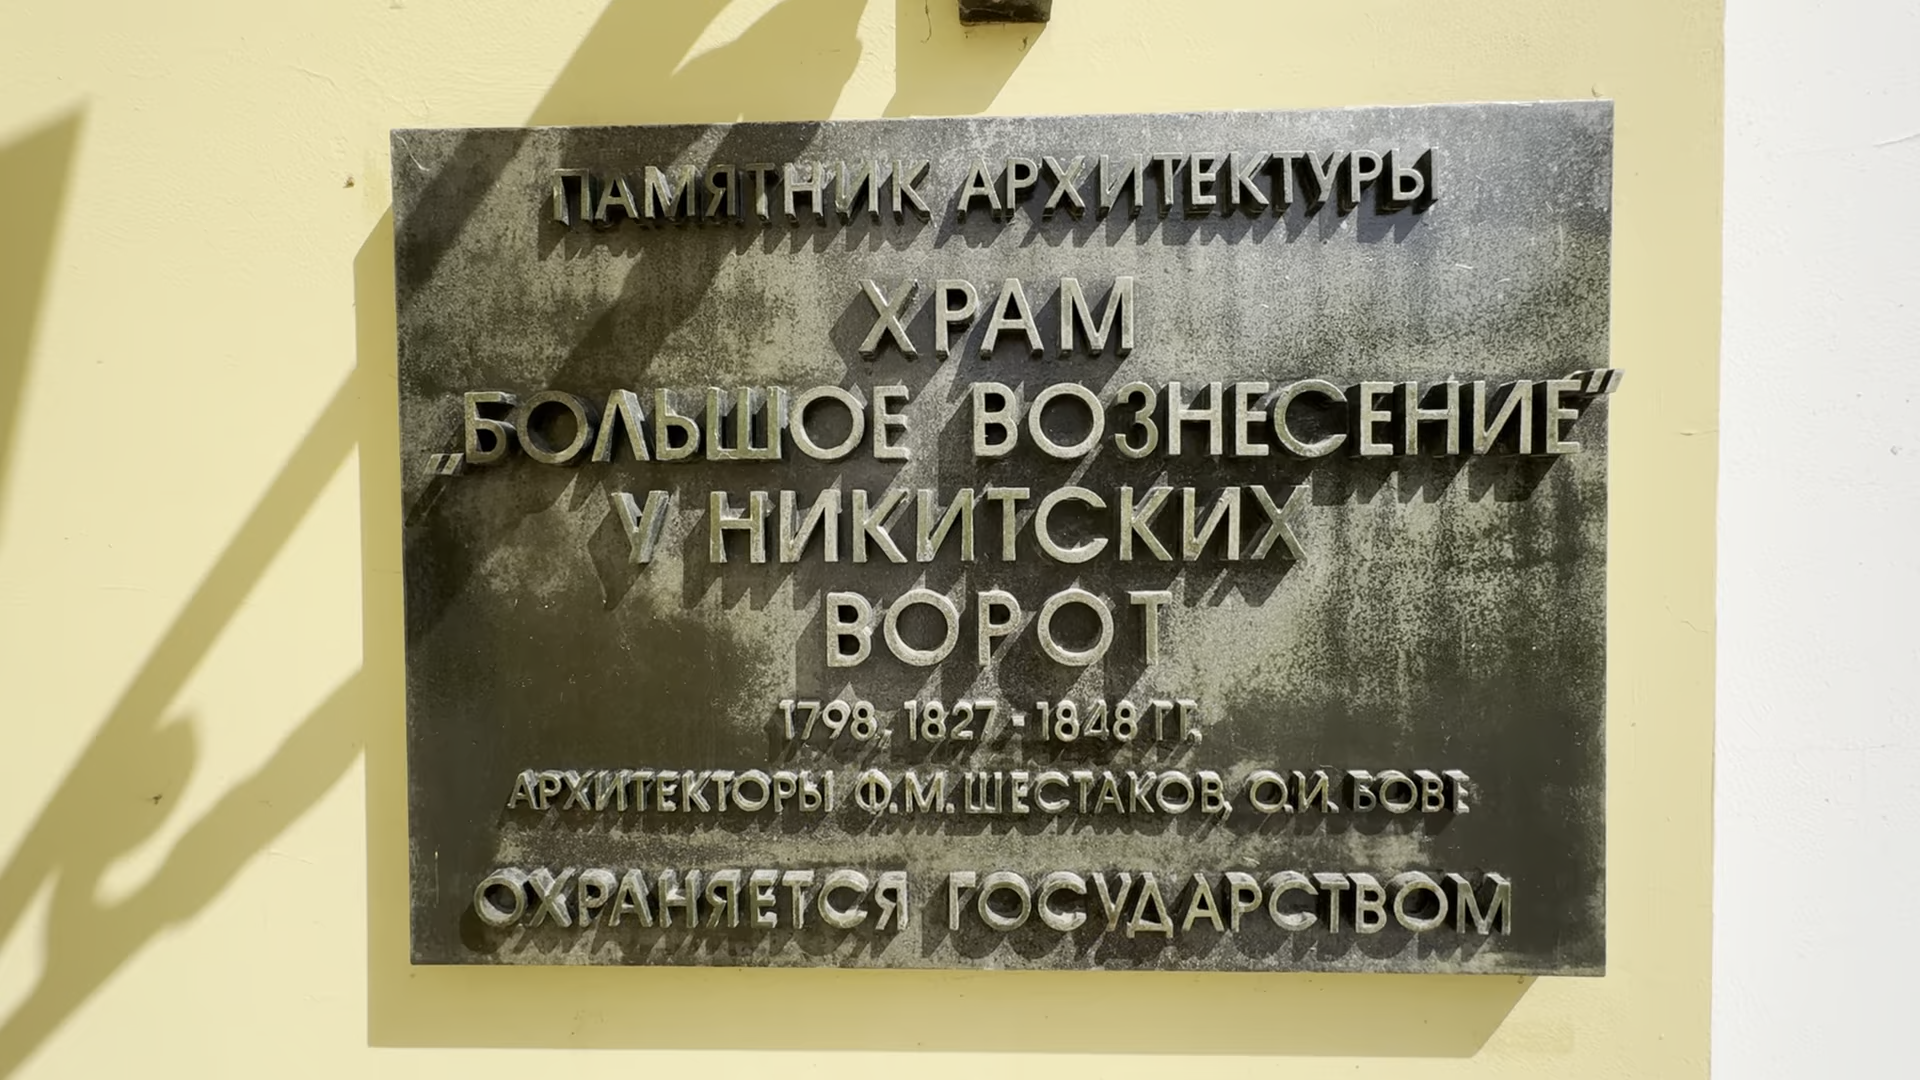 ПАМЯТНИК АРХИТЕКТУРЫ
ХРАМ
„БОЛЬШОЕ ВОЗНЕСЕНИЕ"
У НИКИТСКИХ
ВОРОТ
1798, 1827-1848 ГГ.
АРХИТЕКТОРЫ Ф.М. ШЕСТАКОВ, О.И. БОВЕ
ОХРАНЯЕТСЯ ГОСУДАРСТВОМ